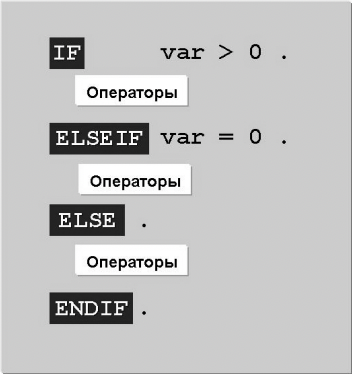 IF var > 0 .
Операторы
ELSEIF var = 0 .
Операторы
ELSE .
Операторы
ENDIF .